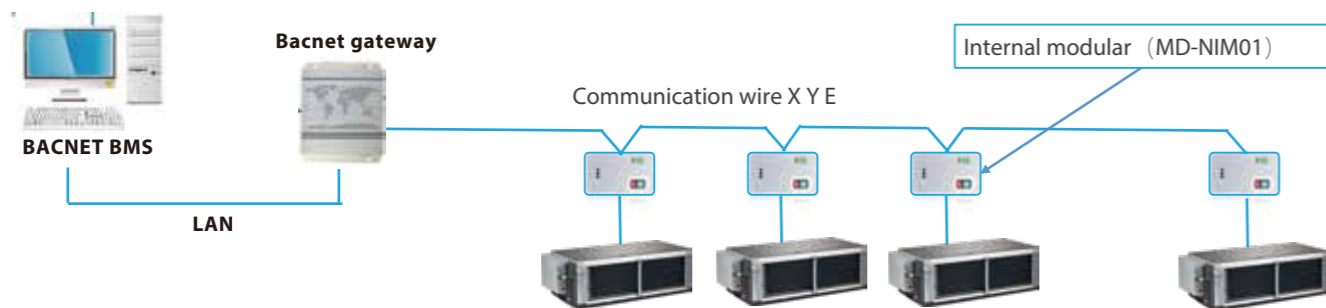 Bacnet gateway
Internal modular （MD-NIM01）
Communication wire X Y E
BACNET BMS
LAN